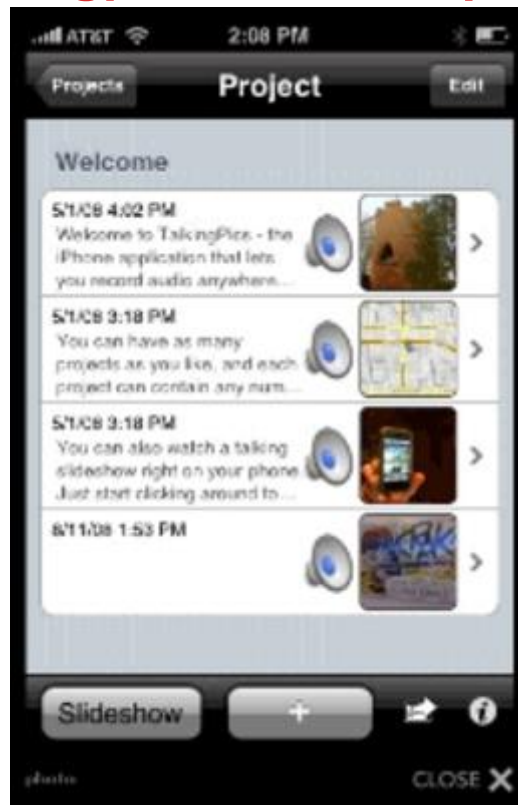 AT&T 2:08 PM
Projects Project Edit
Welcome
5/1/08 4:02 PM
Welcome to TalkingPics - the
iPhone application that lets
you record audio anywhere...
5/1/08 3:18 PM
You can have as many
projects as you like, and each
project can contain any num...
5/1/08 3:18 PM
You can also watch a talking
slideshow right on your phone
Just start clicking around to...
8/11/08 1:53 PM
Slideshow +
photo CLOSE X